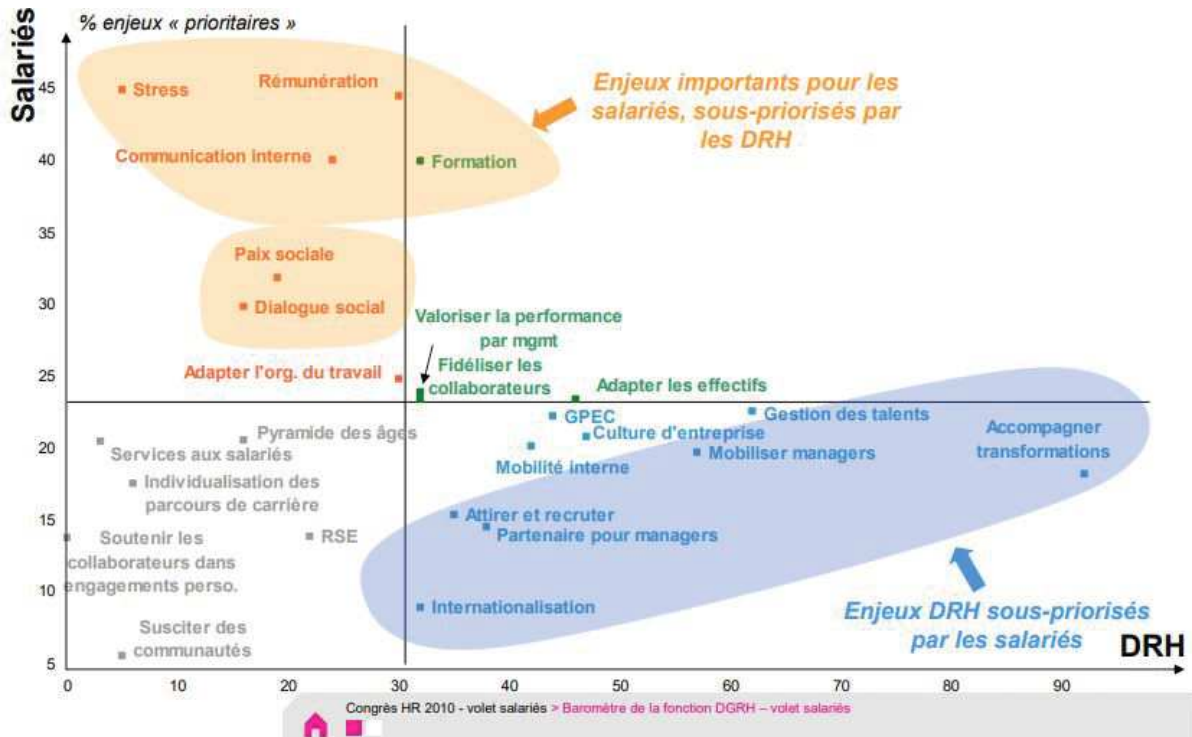 % enjeux « prioritaires »
Salariés
45
40
35
30
25
20
15
10
5
Stress
Rémunération
Communication interne
Formation
Enjeux importants pour les
salariés, sous-priorisés par
les DRH
Paix sociale
Dialogue social
Valoriser la performance
par mgmt
Adapter l'org. du travail
Fidéliser les
collaborateurs
Adapter les effectifs
Pyramide des âges
Services aux salariés
Individualisation des
parcours de carrière
Soutenir les
collaborateurs dans
engagements perso.
RSE
Susciter des
communautés
GPEC
Culture d'entreprise
Mobilité interne
Gestion des talents
Mobiliser managers
Accompagner
transformations
Attirer et recruter
Partenaire pour managers
Internationalisation
Enjeux DRH sous-priorisés
par les salariés
DRH
0 10 20 30 40 50 60 70 80 90
Congrès HR 2010 - volet salariés > Baromètre de la fonction DGRH – volet salariés